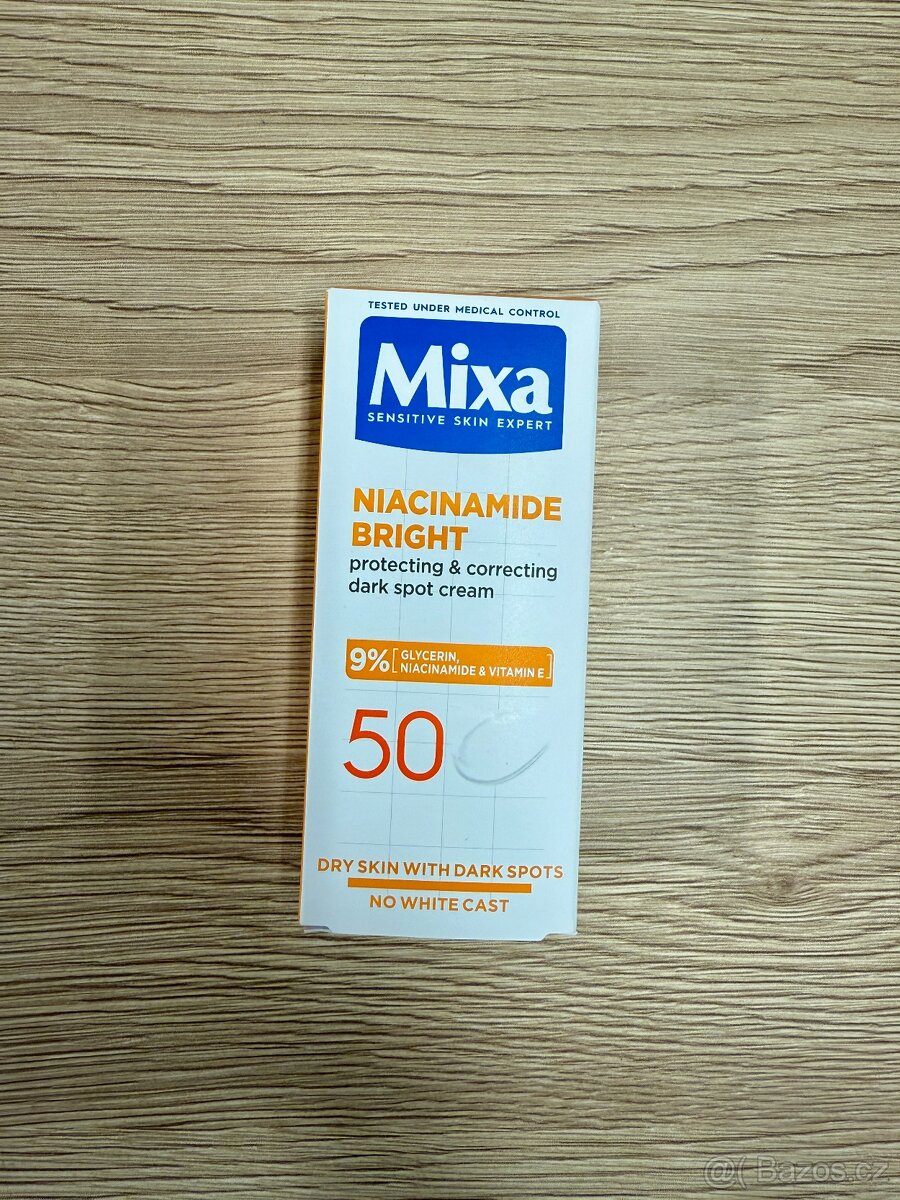 TESTED UNDER MEDICAL CONTROL
Mixa
SENSITIVE SKIN EXPERT
NIACINAMIDE
BRIGHT
protecting & correcting
dark spot cream
9% [GLYCERIN,
NIACINAMIDE & VITAMIN E]
50
DRY SKIN WITH DARK SPOTS
NO WHITE CAST
@( Bazos.cz